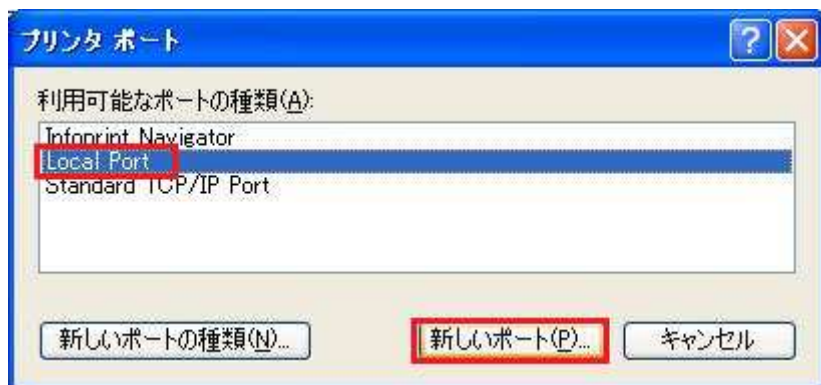 プリンタ ポート
利用可能なポートの種類(A):
Infoprint Navigator
Local Port
Standard TCP/IP Port
新しいポートの種類(N)... 新しいポート(P)... キャンセル